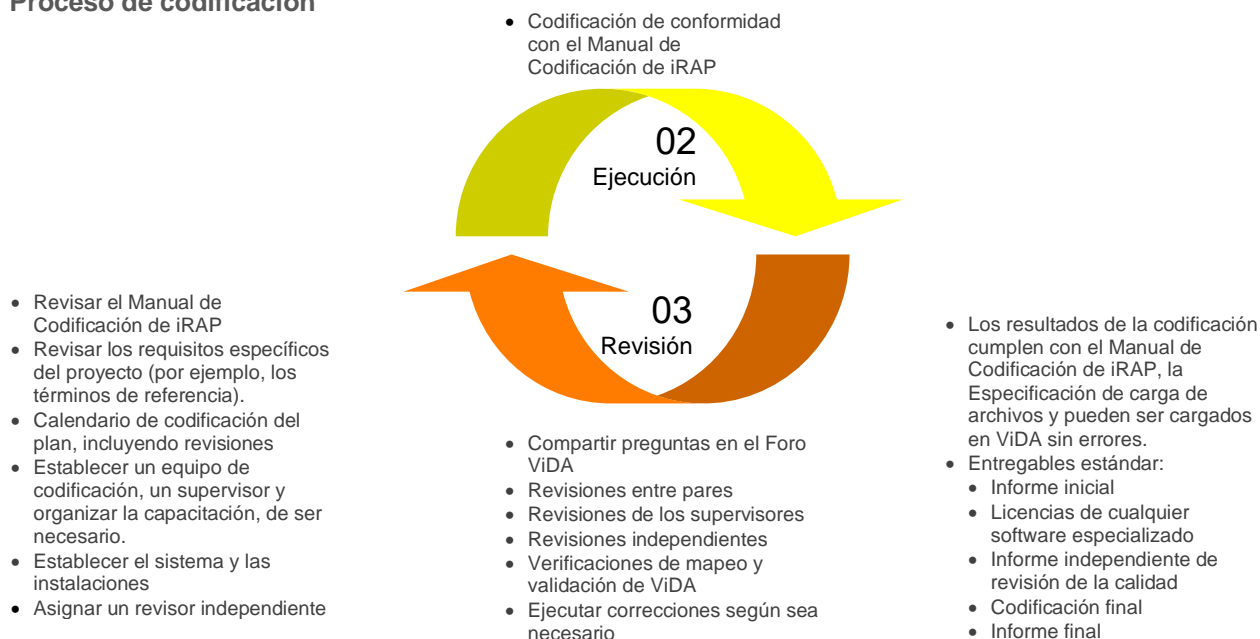 Proceso de codificación
• Codificación de conformidad
con el Manual de
Codificación de iRAP
02
Ejecución
03
Revisión
• Revisar el Manual de
Codificación de iRAP
• Revisar los requisitos específicos
del proyecto (por ejemplo, los
términos de referencia).
• Calendario de codificación del
plan, incluyendo revisiones
• Establecer un equipo de
codificación, un supervisor y
organizar la capacitación, de ser
necesario.
• Establecer el sistema y las
instalaciones
• Asignar un revisor independiente
• Compartir preguntas en el Foro
ViDA
• Revisiones entre pares
• Revisiones de los supervisores
• Revisiones independientes
• Verificaciones de mapeo y
validación de ViDA
• Ejecutar correcciones según sea
necesario
• Los resultados de la codificación
cumplen con el Manual de
Codificación de iRAP, la
Especificación de carga de
archivos y pueden ser cargados
en ViDA sin errores.
• Entregables estándar:
• Informe inicial
• Licencias de cualquier
software especializado
• Informe independiente de
revisión de la calidad
• Codificación final
• Informe final